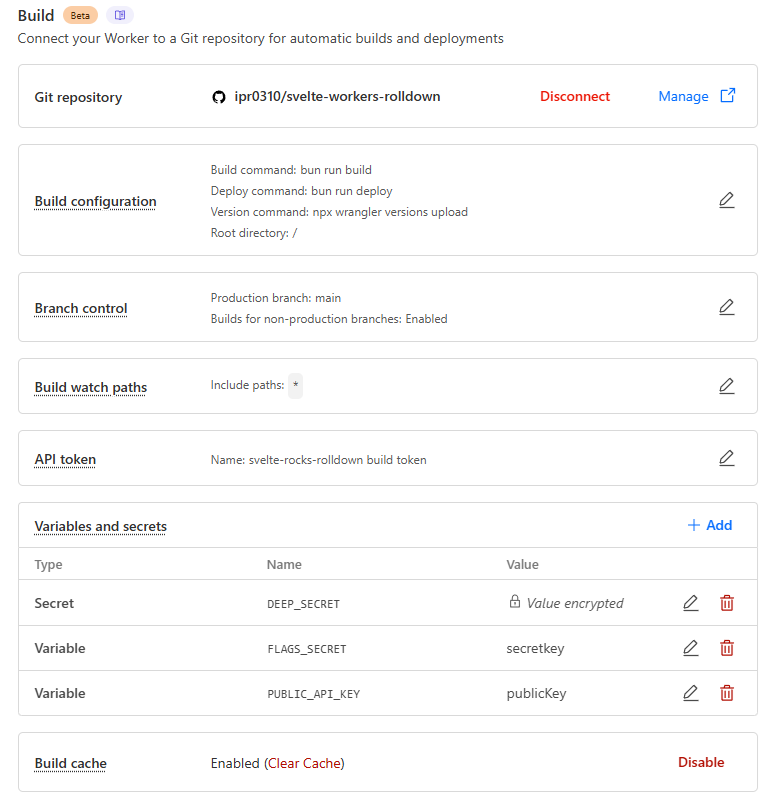 Build Beta
Connect your Worker to a Git repository for automatic builds and deployments
Git repository ipr0310/svelte-workers-rolldown Disconnect Manage
Build configuration
Build command: bun run build
Deploy command: bun run deploy
Version command: npx wrangler versions upload
Root directory: /
Branch control
Production branch: main
Builds for non-production branches: Enabled
Build watch paths Include paths: *
API token Name: svelte-rocks-rolldown build token
Variables and secrets + Add
Type Name Value
Secret DEEP_SECRET Value encrypted
Variable FLAGS_SECRET secretkey
Variable PUBLIC_API_KEY publicKey
Build cache Enabled (Clear Cache) Disable